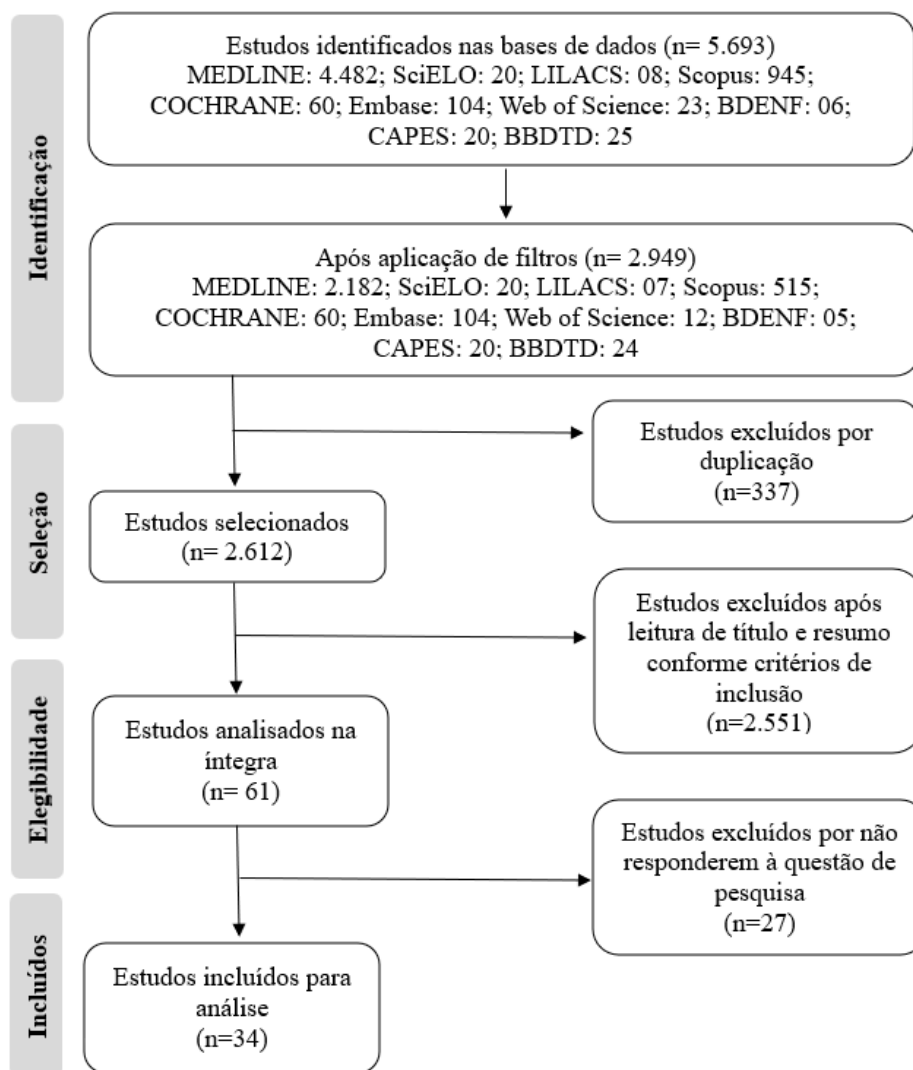 Identificação
Estudos identificados nas bases de dados (n= 5.693)
MEDLINE: 4.482; SciELO: 20; LILACS: 08; Scopus: 945;
COCHRANE: 60; Embase: 104; Web of Science: 23; BDENF: 06;
CAPES: 20; BBDTD: 25
Após aplicação de filtros (n= 2.949)
MEDLINE: 2.182; SciELO: 20; LILACS: 07; Scopus: 515;
COCHRANE: 60; Embase: 104; Web of Science: 12; BDENF: 05;
CAPES: 20; BBDTD: 24
Seleção
Estudos excluídos por
duplicação
(n=337)
Estudos selecionados
(n= 2.612)
Estudos excluídos após
leitura de título e resumo
conforme critérios de
inclusão
(n=2.551)
Elegibilidade
Estudos analisados na
íntegra
(n= 61)
Estudos excluídos por não
responderem à questão de
pesquisa
(n=27)
Incluídos
Estudos incluídos para
análise
(n=34)